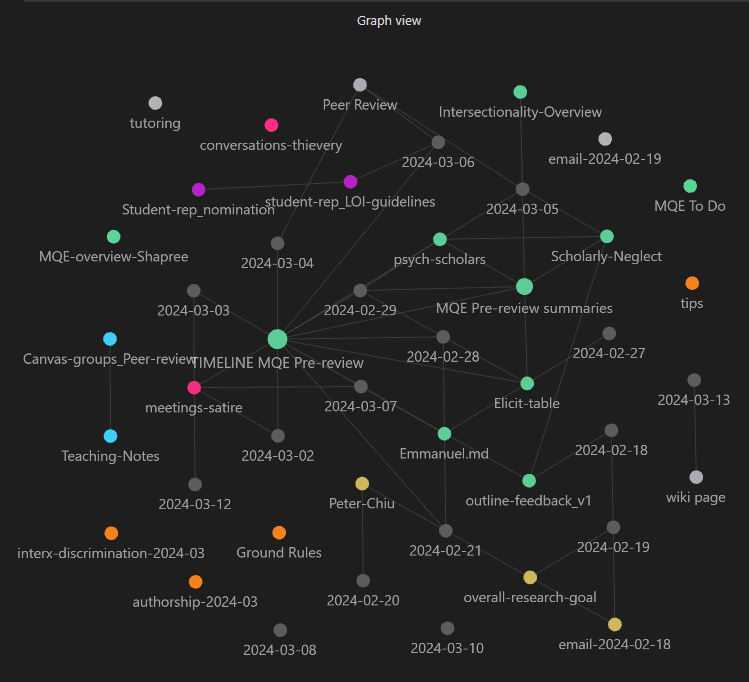 Graph view
Peer Review
Intersectionality-Overview
tutoring
conversations-thievery
2024-03-06
email-2024-02-19
Student-rep_nomination
student-rep_LOI-guidelines
2024-03-05
MQE To Do
MQE-overview-Shapree
2024-03-04
psych-scholars
Scholarly-Neglect
2024-03-03
2024-02-29
MQE Pre-review summaries
tips
Canvas-groups_Peer-review
TIMELINE MQE Pre-review
2024-02-28
2024-02-27
meetings-satire
2024-03-07
Elicit-table
2024-03-13
Teaching-Notes
2024-03-02
Emmanuel.md
2024-02-18
2024-03-12
Peter-Chiu
outline-feedback_v1
wiki page
interx-discrimination-2024-03
Ground Rules
2024-02-21
2024-02-19
authorship-2024-03
2024-02-20
overall-research-goal
2024-03-08
2024-03-10
email-2024-02-18